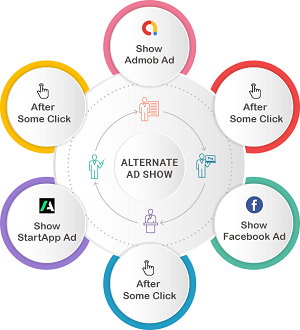 Show
Admob Ad
After
Some Click
After
Some Click
ALTERNATE
AD SHOW
Show
StartApp Ad
Show
Facebook Ad
After
Some Click